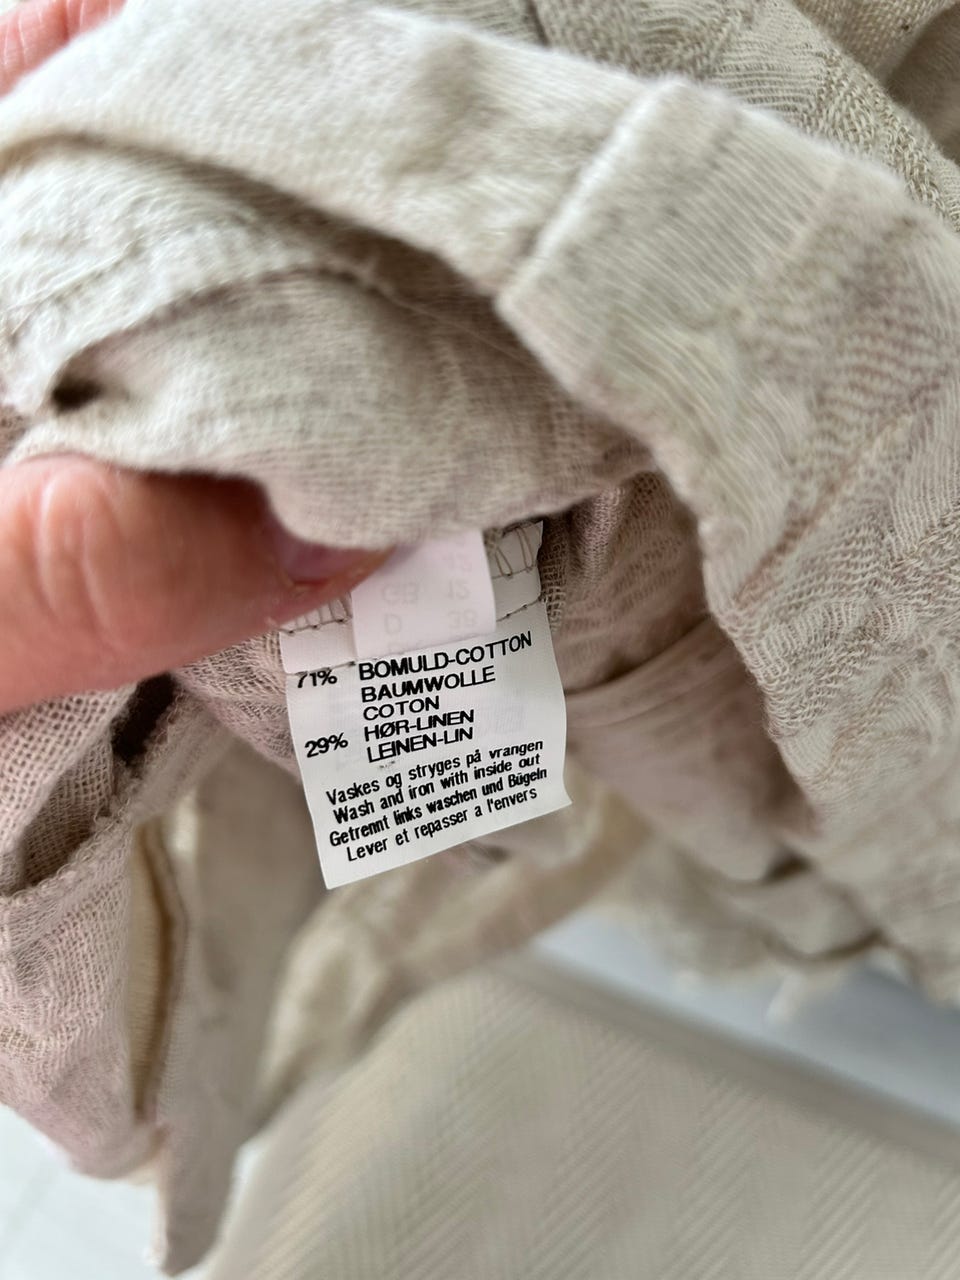 71% BOMULD-COTTON
BAUMWOLLE
COTON
29% HØR-LINEN
LEINEN-LIN
Vaskes og stryges på vrangen
Wash and iron with inside out
Getrennt links waschen und Bügeln
Lever et repasser a l'envers